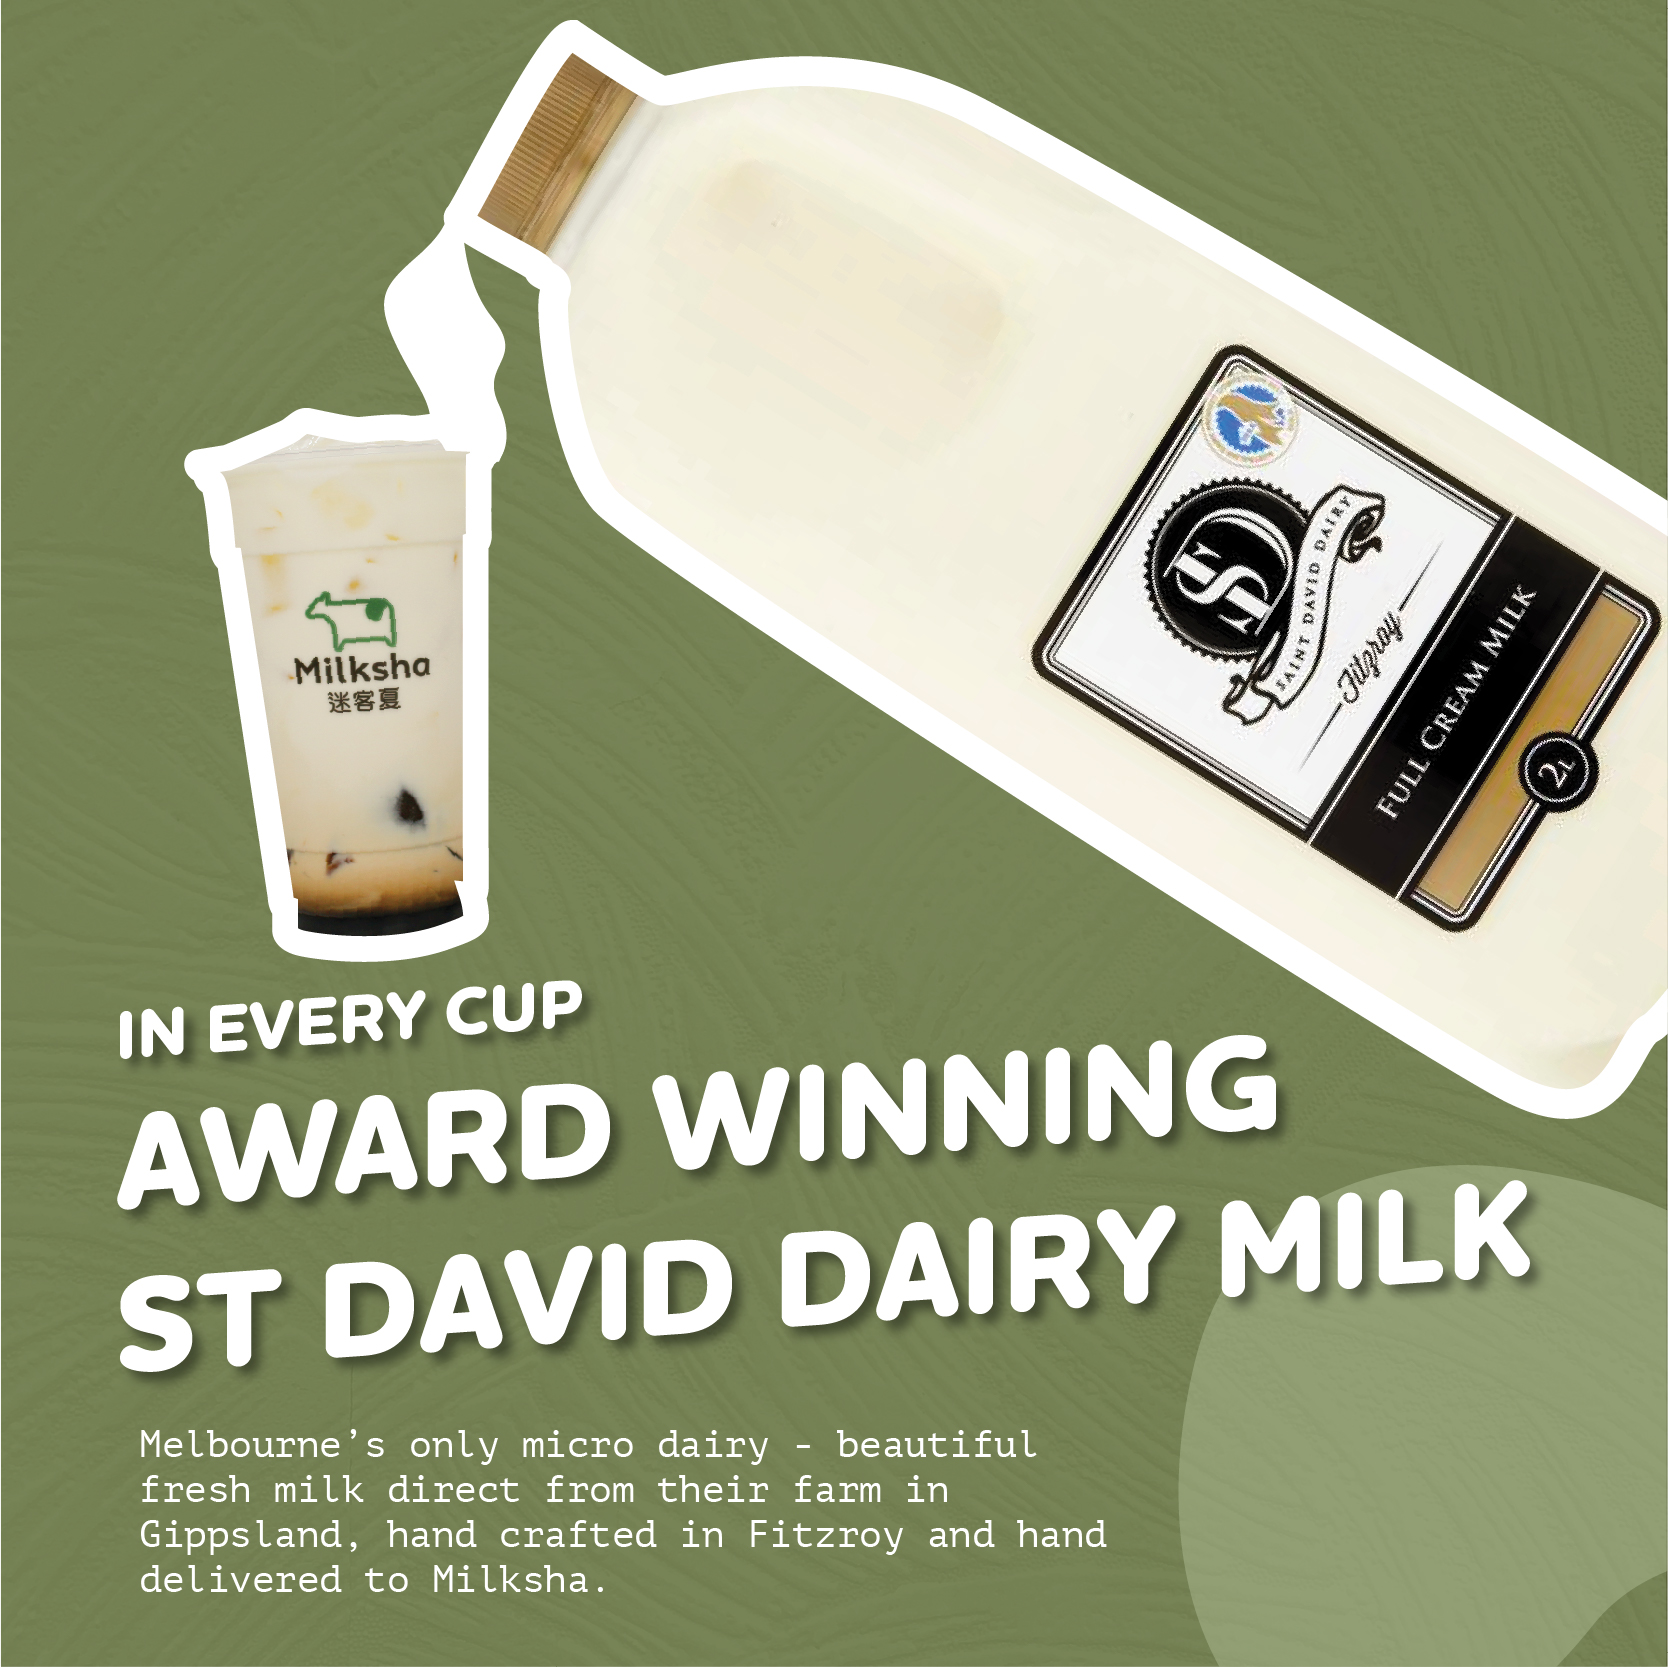 SD
SAINT DAVID DAIRY
Fitzroy
FULL CREAM MILK
2L
Milksha
迷客夏
IN EVERY CUP
AWARD WINNING
ST DAVID DAIRY MILK
Melbourne’s only micro dairy - beautiful
fresh milk direct from their farm in
Gippsland, hand crafted in Fitzroy and hand
delivered to Milksha.